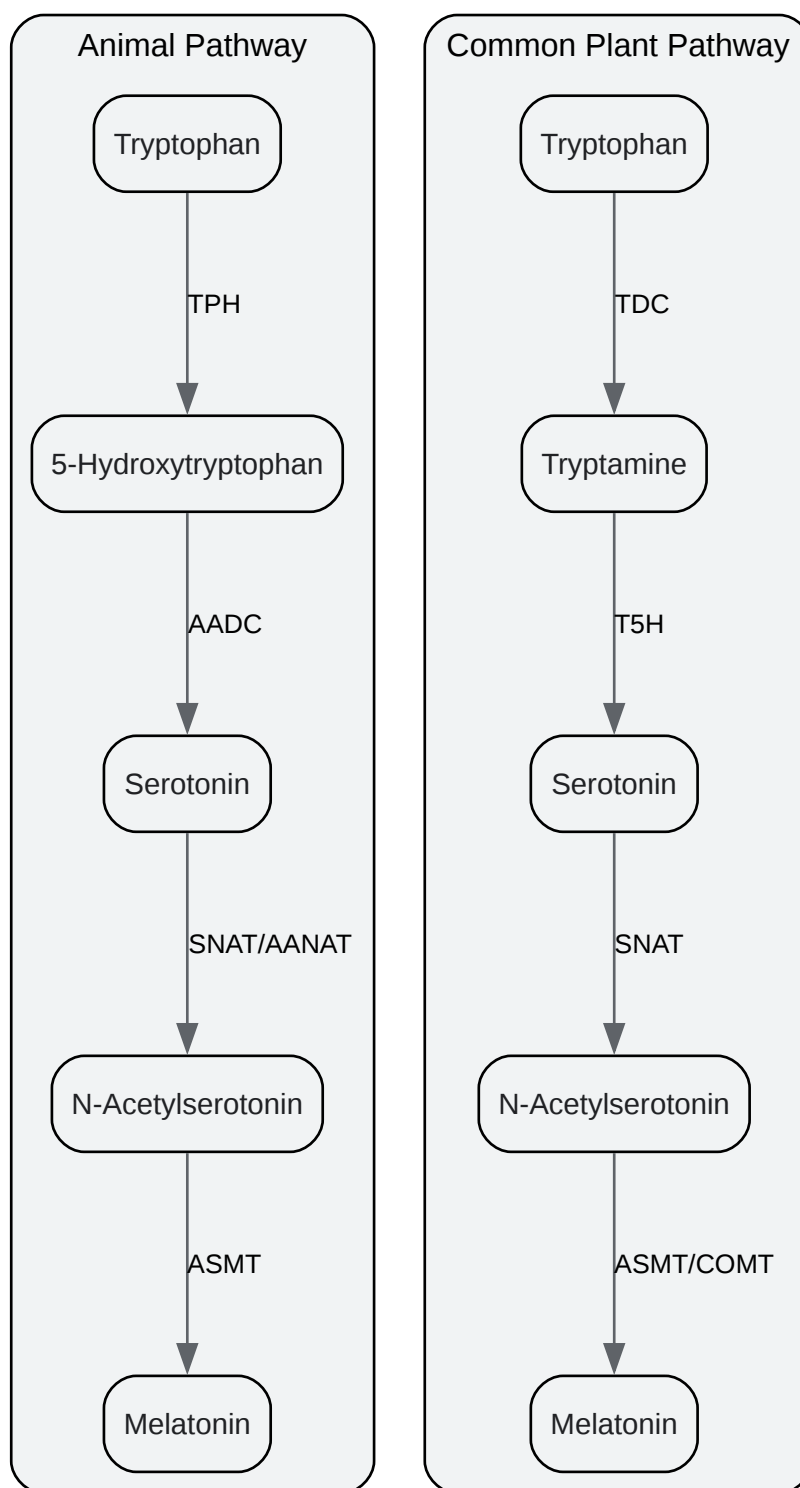 Animal Pathway
Tryptophan
TPH
5-Hydroxytryptophan
AADC
Serotonin
SNAT/AANAT
N-Acetylserotonin
ASMT
Melatonin
Common Plant Pathway
Tryptophan
TDC
Tryptamine
T5H
Serotonin
SNAT
N-Acetylserotonin
ASMT/COMT
Melatonin